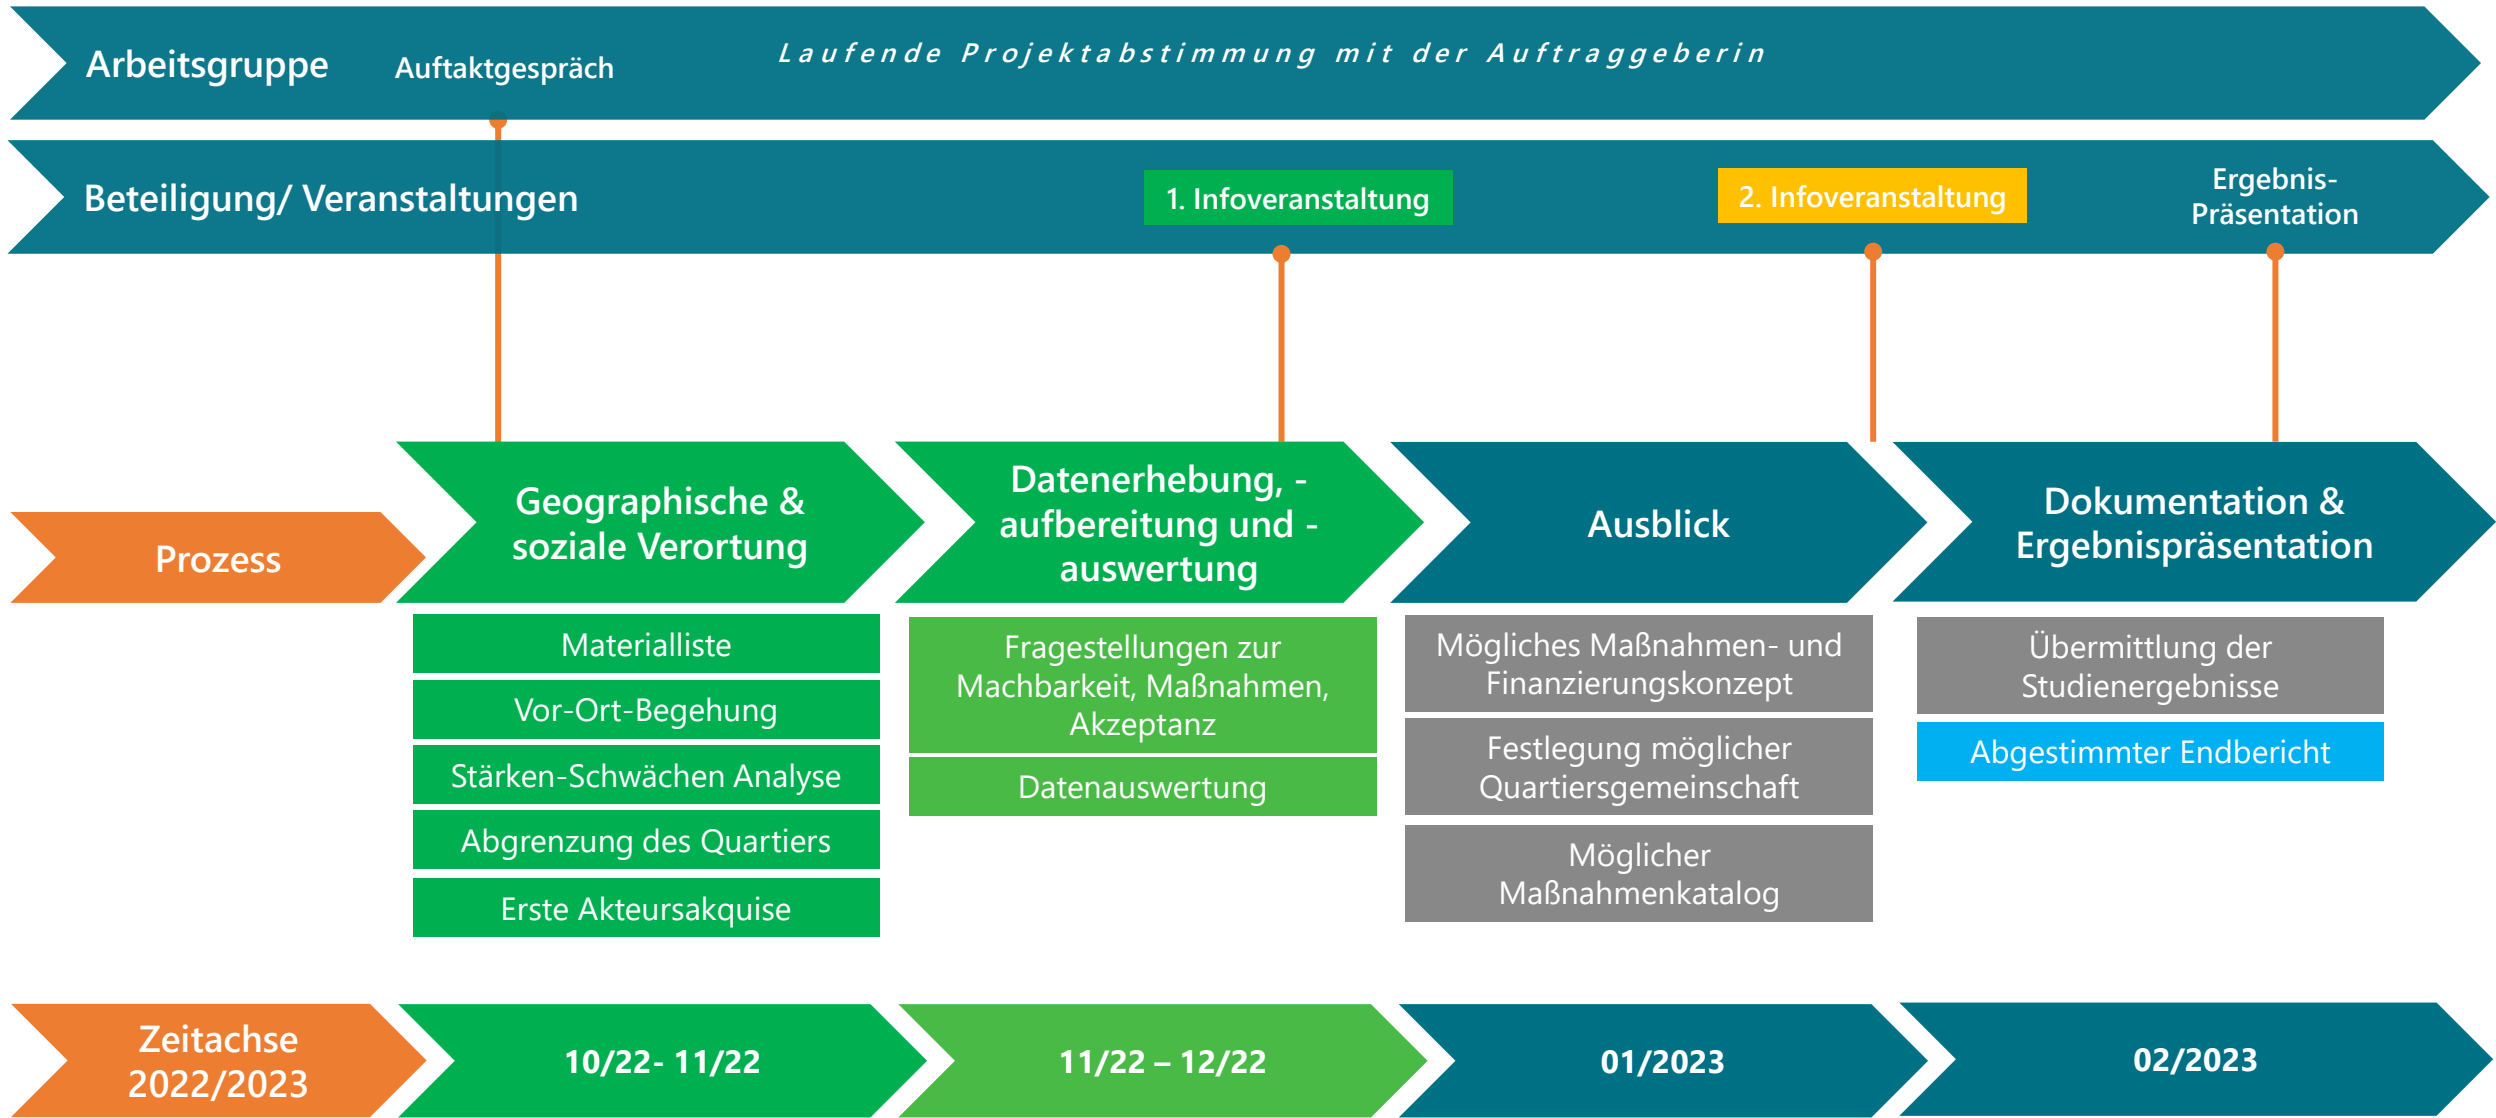 Arbeitsgruppe
Auftaktgespräch
Laufende Projektabstimmung mit der Auftraggeberin
Beteiligung/ Veranstaltungen
1. Infoveranstaltung
2. Infoveranstaltung
Ergebnis-
Präsentation
Prozess
Geographische &
soziale Verortung
Datenerhebung, -
aufbereitung und -
auswertung
Ausblick
Dokumentation &
Ergebnispräsentation
Materialliste
Vor-Ort-Begehung
Stärken-Schwächen Analyse
Abgrenzung des Quartiers
Erste Akteursakquise
Fragestellungen zur
Machbarkeit, Maßnahmen,
Akzeptanz
Datenauswertung
Mögliches Maßnahmen- und
Finanzierungskonzept
Festlegung möglicher
Quartiersgemeinschaft
Möglicher
Maßnahmenkatalog
Übermittlung der
Studienergebnisse
Abgestimmter Endbericht
Zeitachse
2022/2023
10/22- 11/22
11/22 – 12/22
01/2023
02/2023